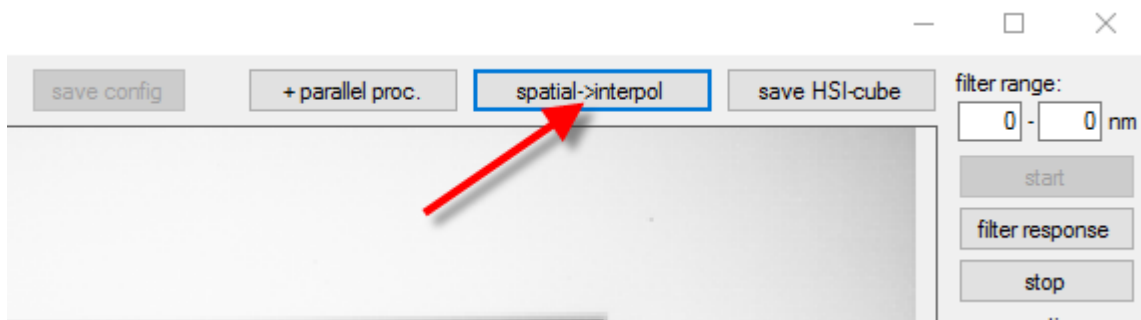 save config
+ parallel proc.
spatial->interpol
save HSI-cube
filter range:
0 - 0 nm
start
filter response
stop